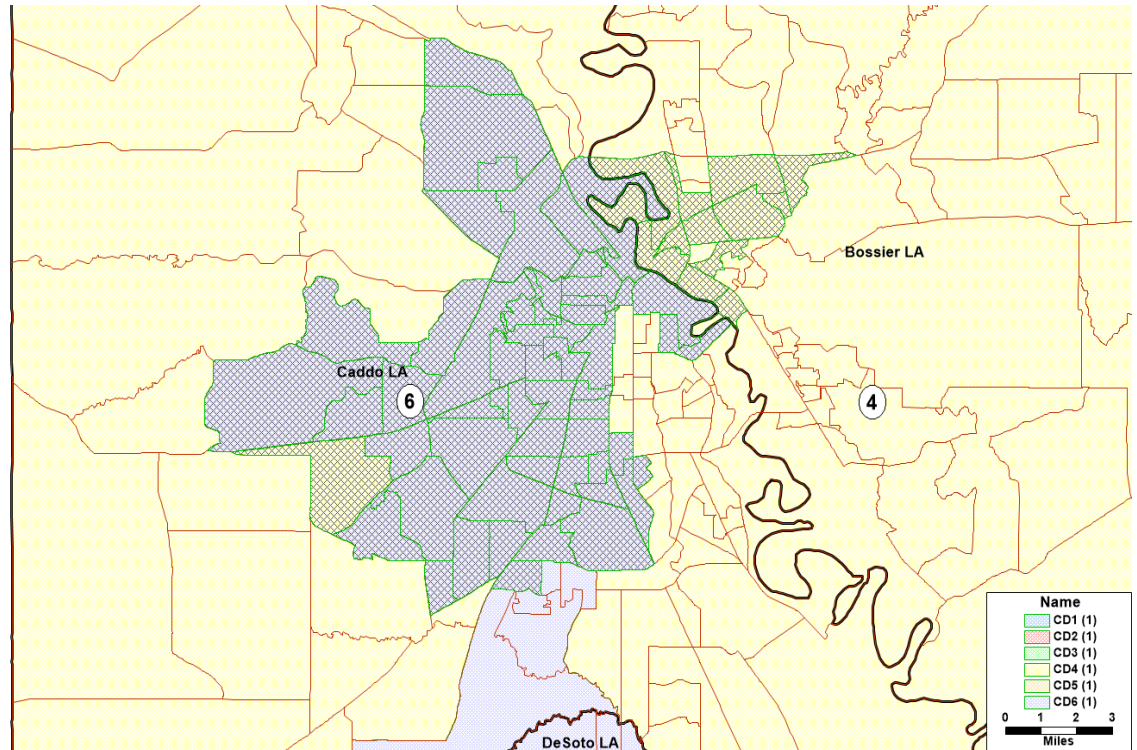 Bossier LA
Caddo LA
6
4
DeSoto LA
Name
CD1 (1)
CD2 (1)
CD3 (1)
CD4 (1)
CD5 (1)
CD6 (1)
0 1 2 3
Miles